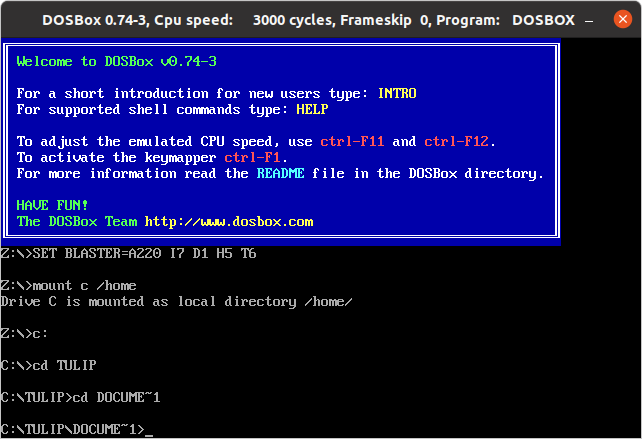 DOSBox 0.74-3, Cpu speed:    3000 cycles, Frameskip  0, Program:   DOSBOX
Welcome to DOSBox v0.74-3
For a short introduction for new users type: INTRO
For supported shell commands type: HELP
To adjust the emulated CPU speed, use ctrl-F11 and ctrl-F12.
To activate the keymapper ctrl-F1.
For more information read the README file in the DOSBox directory.
HAVE FUN!
The DOSBox Team http://www.dosbox.com
Z:\>SET BLASTER=A220 I7 D1 H5 T6
Z:\>mount c /home
Drive C is mounted as local directory /home/
Z:\>c:
C:\>cd TULIP
C:\TULIP>cd DOCUME~1
C:\TULIP\DOCUME~1>_